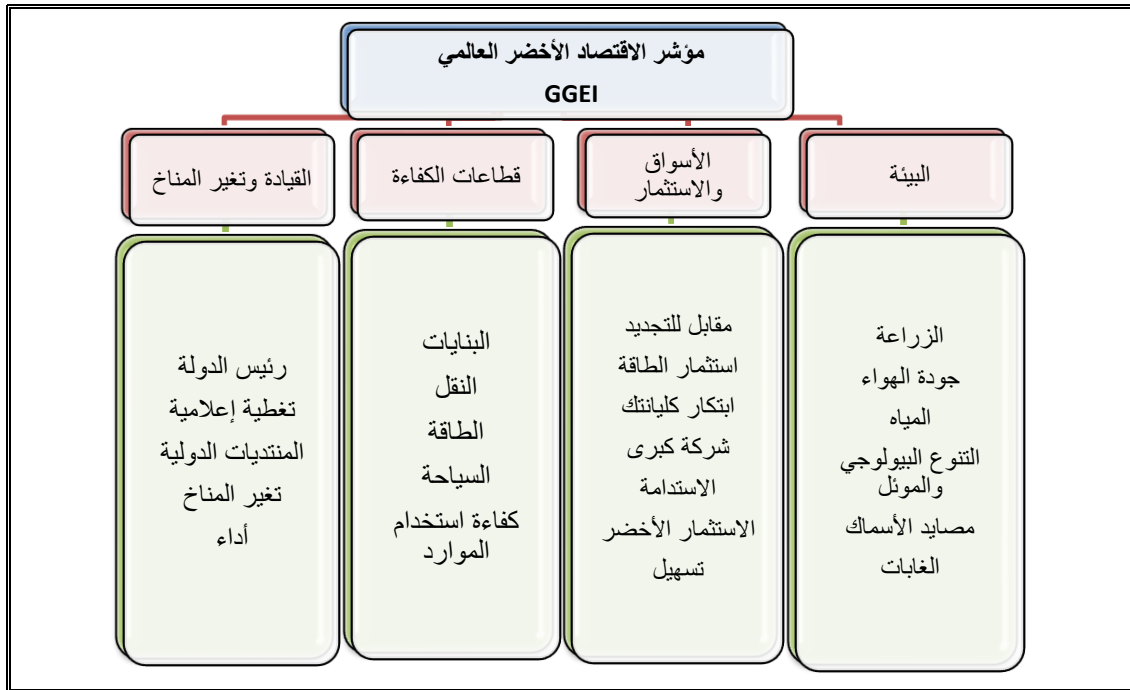 مؤشر الاقتصاد الأخضر العالمي
GGEI
البيئة
الزراعة
جودة الهواء
المياه
التنوع البيولوجي
والموئل
مصايد الأسماك
الغابات
الأسواق
والاستثمار
مقابل للتجديد
استثمار الطاقة
ابتكار كليانتك
شركة كبرى
الاستدامة
الاستثمار الأخضر
تسهيل
قطاعات الكفاءة
البنايات
النقل
الطاقة
السياحة
كفاءة استخدام
الموارد
القيادة وتغير المناخ
رئيس الدولة
تغطية إعلامية
المنتديات الدولية
تغير المناخ
أداء